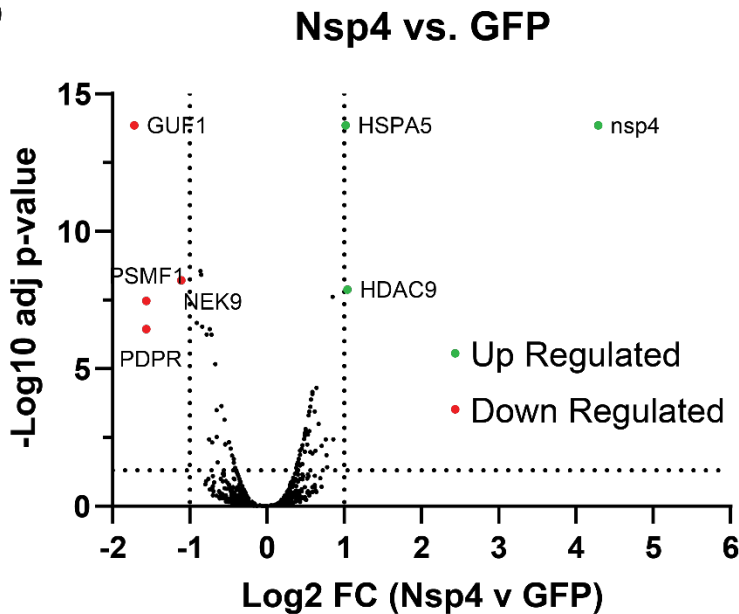 Nsp4 vs. GFP
15
GUF1
HSPA5
nsp4
10
PSMF1
NEK9
HDAC9
PDPR
5
Up Regulated
Down Regulated
0
-Log10 adj p-value
-2 -1 0 1 2 3 4 5 6
Log2 FC (Nsp4 v GFP)